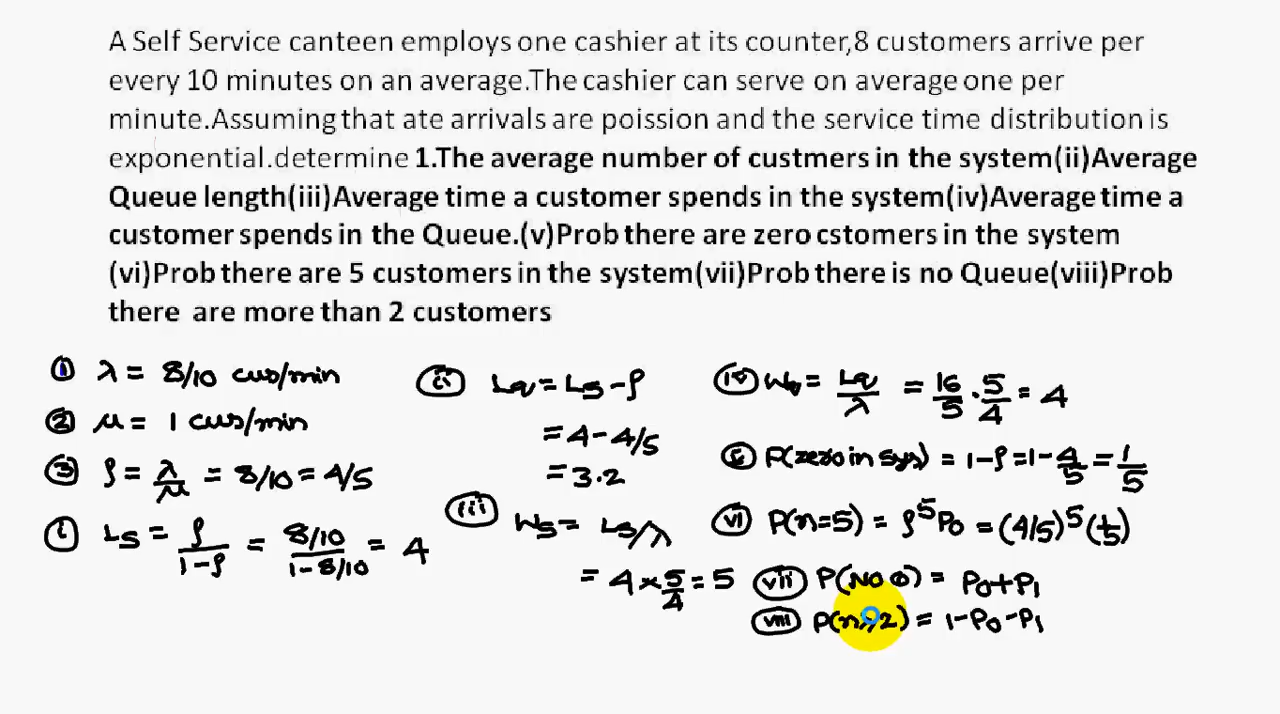 A Self Service canteen employs one cashier at its counter,8 customers arrive per
every 10 minutes on an average.The cashier can serve on average one per
minute.Assuming that ate arrivals are poission and the service time distribution is
exponential.determine 1.The average number of custmers in the system(ii)Average
Queue length(iii)Average time a customer spends in the system(iv)Average time a
customer spends in the Queue.(v)Prob there are zero cstomers in the system
(vi)Prob there are 5 customers in the system(vii)Prob there is no Queue(viii)Prob
there are more than 2 customers
① λ = 8/10 cus/min
② μ = 1 cus/min
③ ρ = λ/μ = 8/10 = 4/5
(i) Ls = ρ/(1-ρ) = (8/10)/(1-8/10) = 4
(ii) Lq = Ls - ρ
= 4 - 4/5
= 3.2
(iii) Ws = Ls/λ
= 4 × 5/4 = 5
(iv) Wq = Lq/λ = 16/5 · 5/4 = 4
P(zero in sys) = 1-ρ = 1 - 4/5 = 1/5
(vi) P(n=5) = ρ⁵P₀ = (4/5)⁵ (1/5)
(vii) P(NO Q) = P₀+P₁
(viii) P(n 2) = 1-P₀-P₁